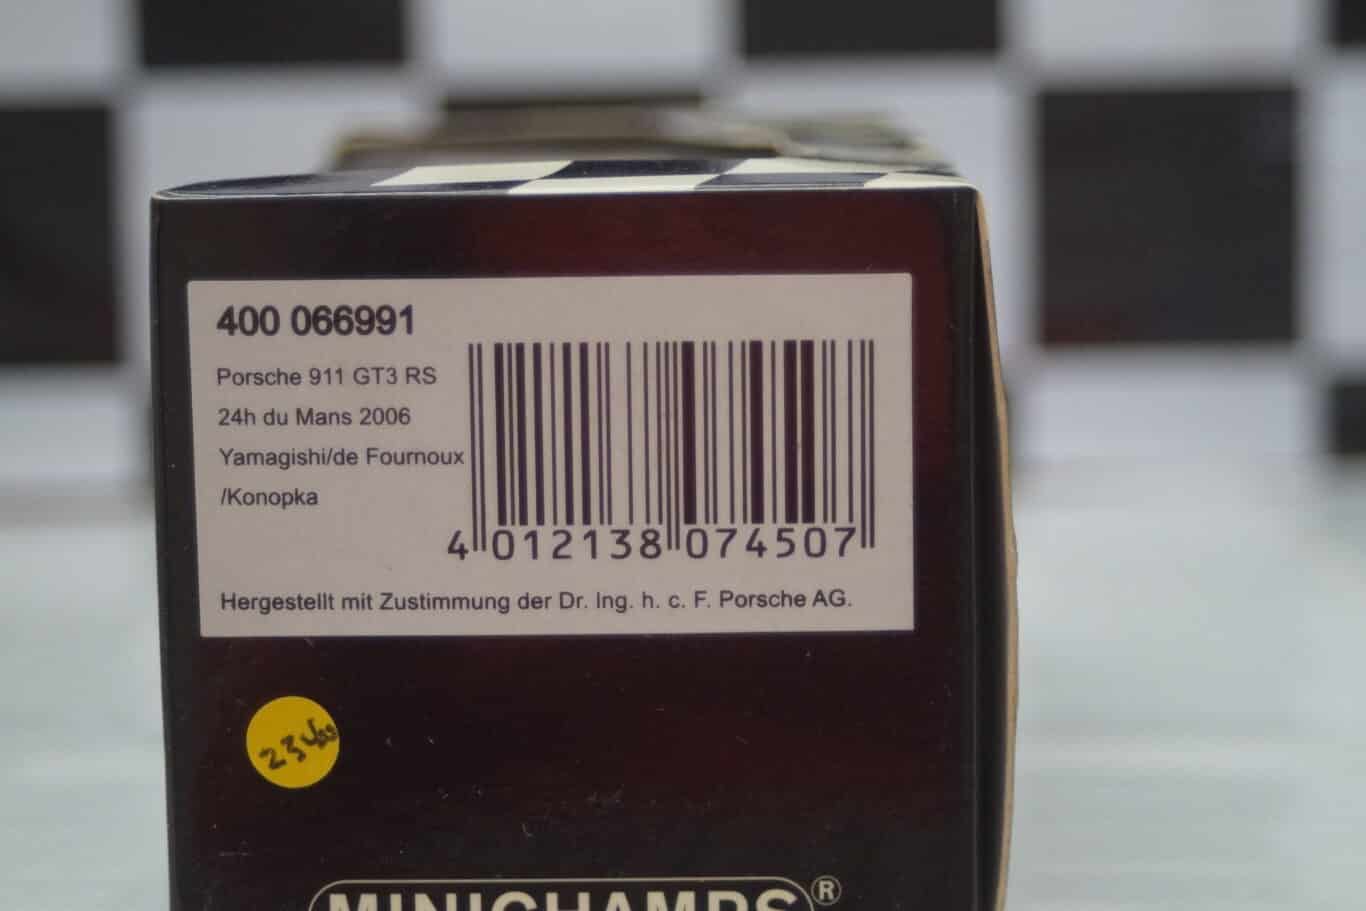 400 066991
Porsche 911 GT3 RS
24h du Mans 2006
Yamagishi/de Fournoux
/Konopka
4 012138 074507
Hergestellt mit Zustimmung der Dr. Ing. h. c. F. Porsche AG.
MINICHAMPS®